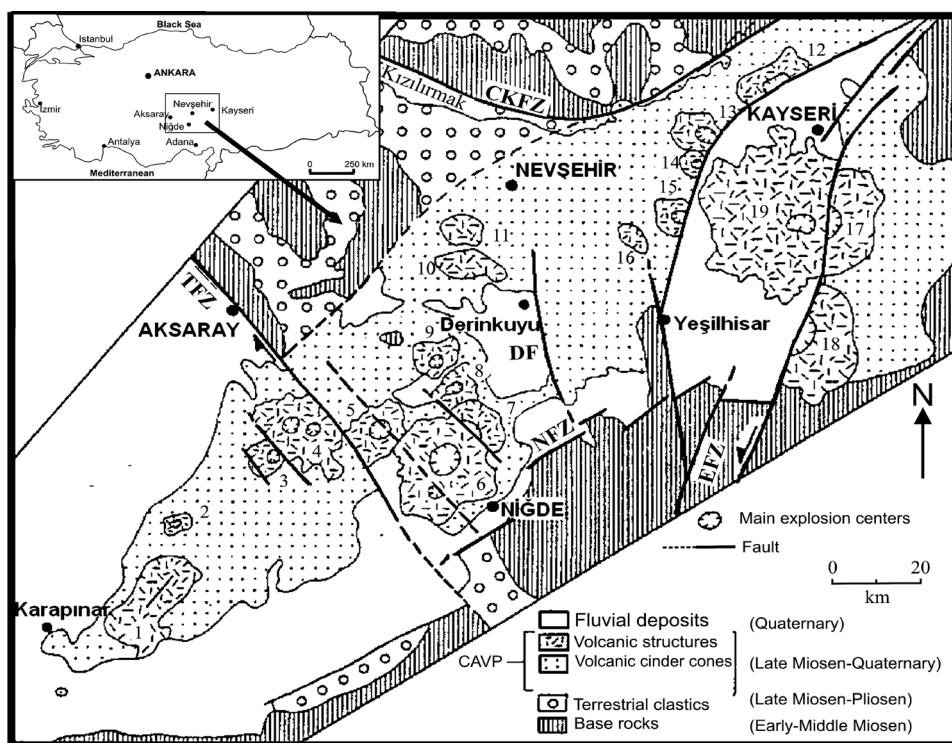 Black Sea
Istanbul
ANKARA
İzmir
Nevşehir
Aksaray
Kayseri
Niğde
Antalya
Adana
Mediterranean
0 250 km
Kızılırmak
CKFZ
12
13
KAYSERİ
14
NEVŞEHİR
15
19
17
11
16
10
TFZ
AKSARAY
Derinkuyu
DF
Yeşilhisar
9
18
8
5
7
N
4
NFZ
3
6
EFZ
NİĞDE
2
Karapınar
1
Main explosion centers
Fault
0 20
km
Fluvial deposits (Quaternary)
Volcanic structures
CAVP Volcanic cinder cones (Late Miosen-Quaternary)
Terrestrial clastics (Late Miosen-Pliosen)
Base rocks (Early-Middle Miosen)